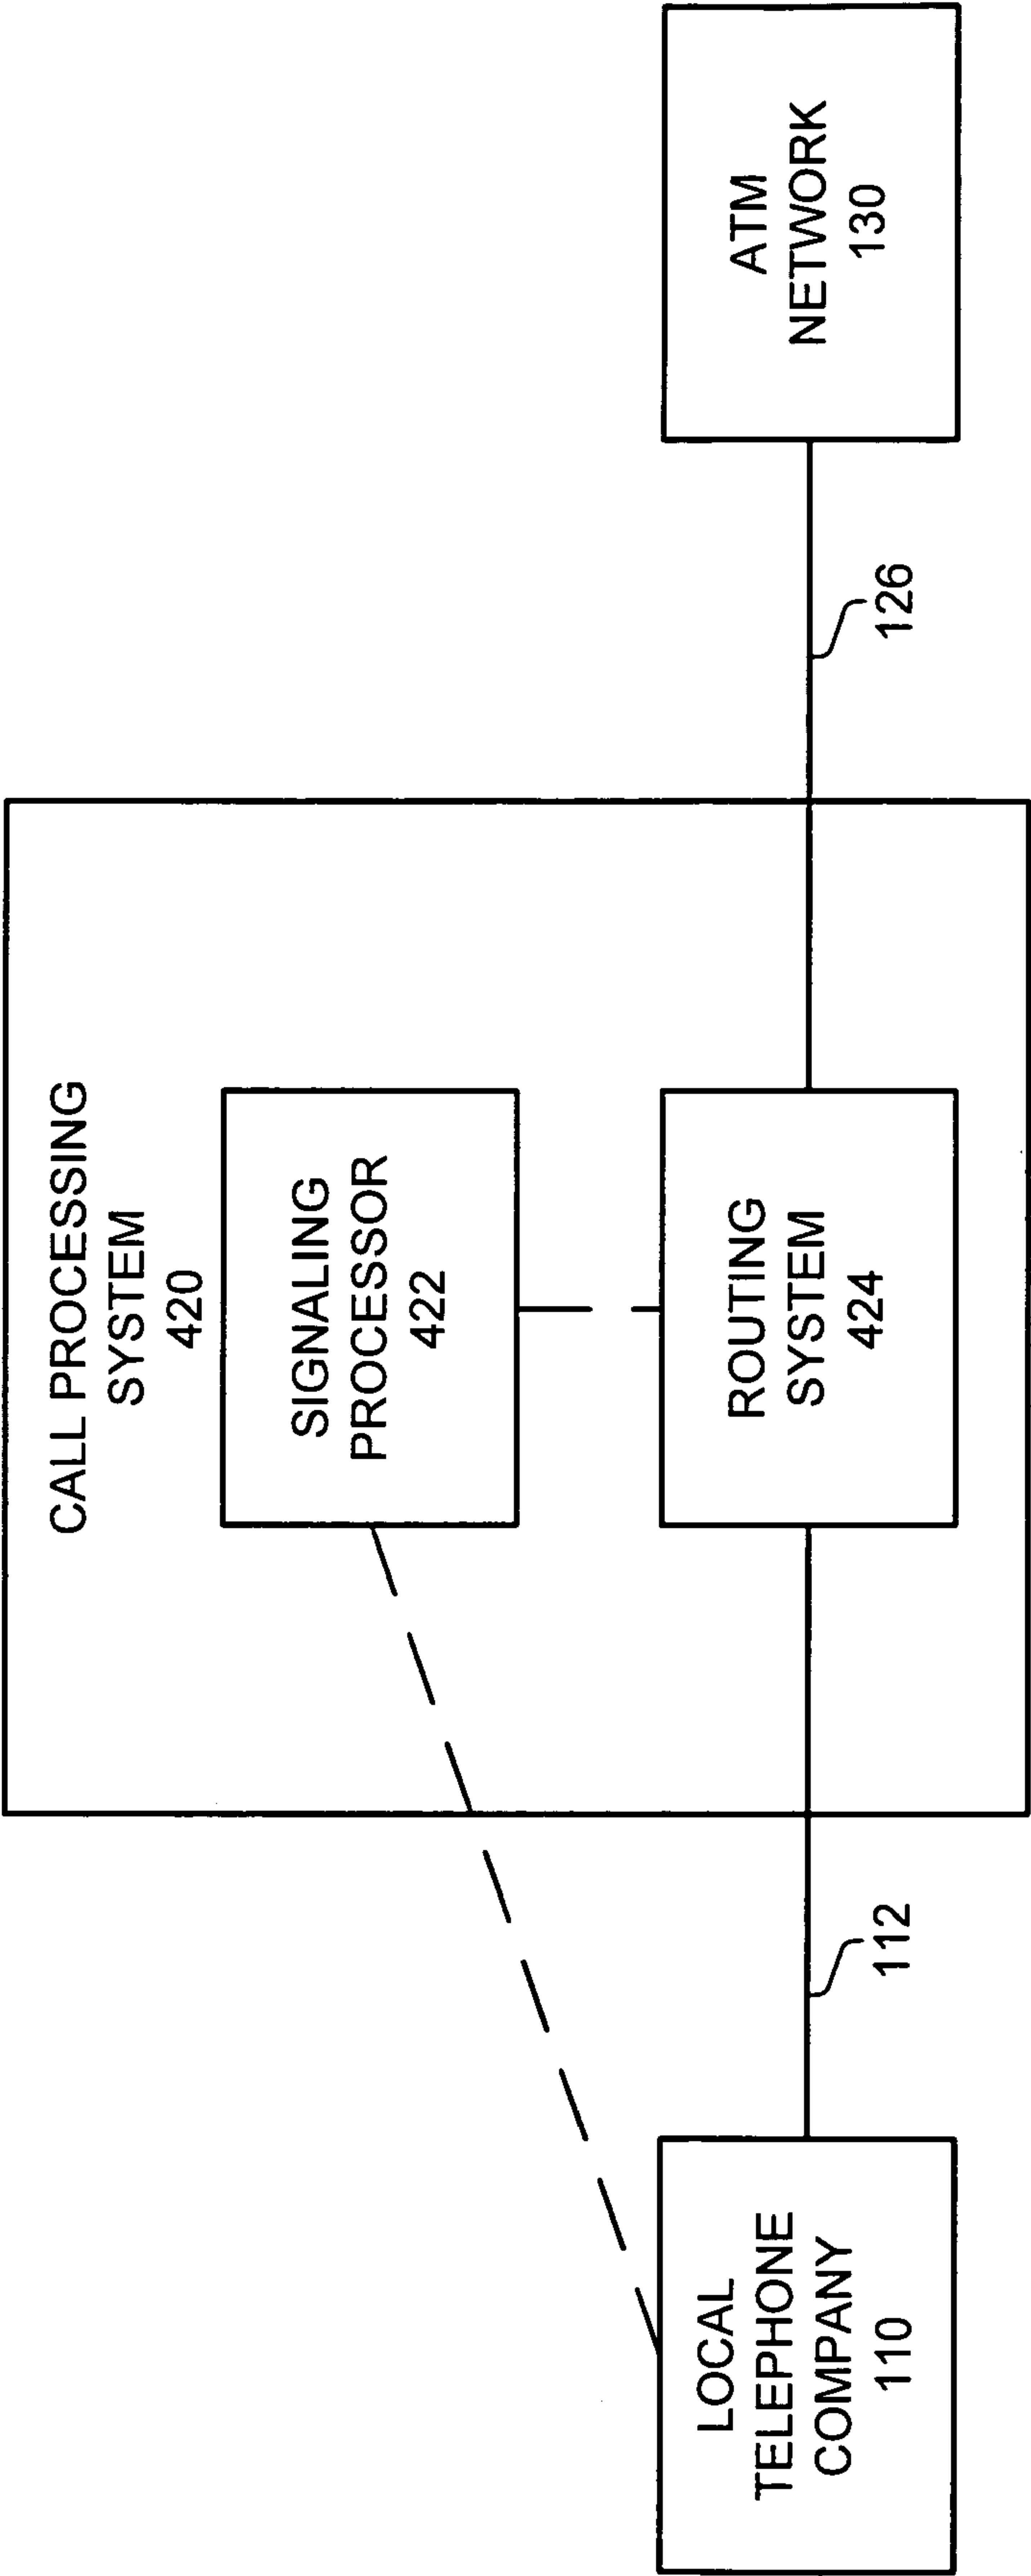 CALL PROCESSING
SYSTEM
420
SIGNALING
PROCESSOR
422
LOCAL
TELEPHONE
COMPANY
110
112
ROUTING
SYSTEM
424
126
ATM
NETWORK
130